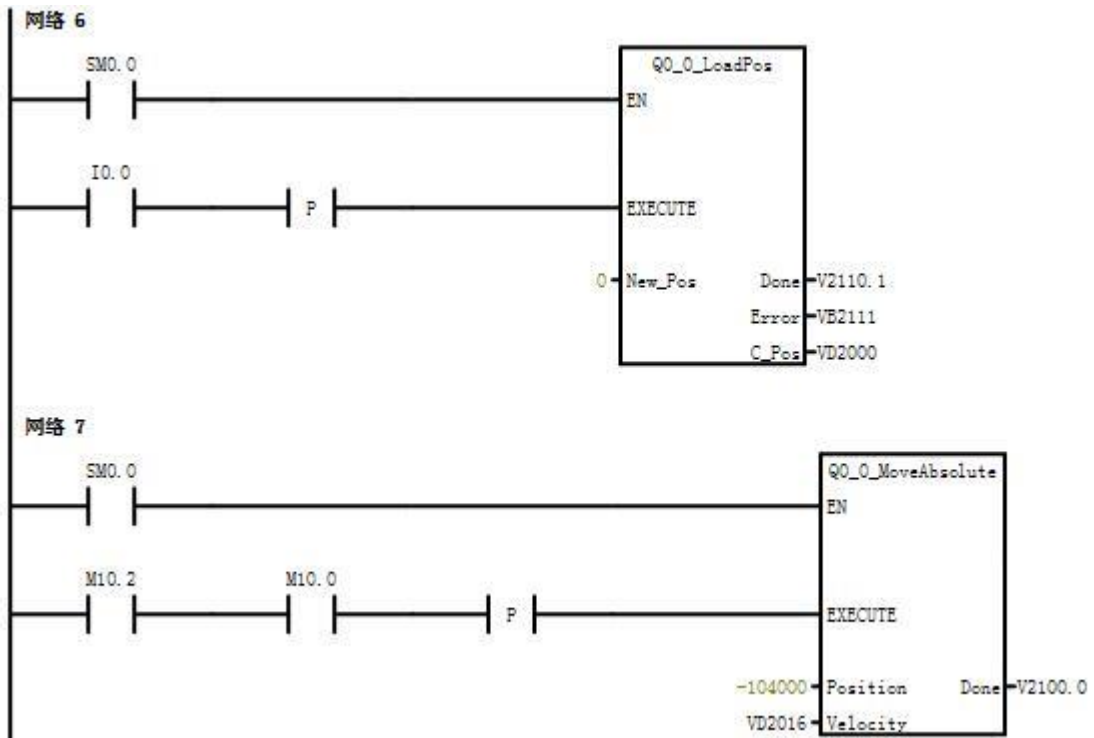 网络 6
SM0.0
Q0_0_LoadPos
EN
I0.0
P
EXECUTE
0 New_Pos Done V2110.1
Error VB2111
C_Pos VD2000
网络 7
SM0.0
Q0_0_MoveAbsolute
EN
M10.2 M10.0
P
EXECUTE
-104000 Position Done V2100.0
VD2016 Velocity